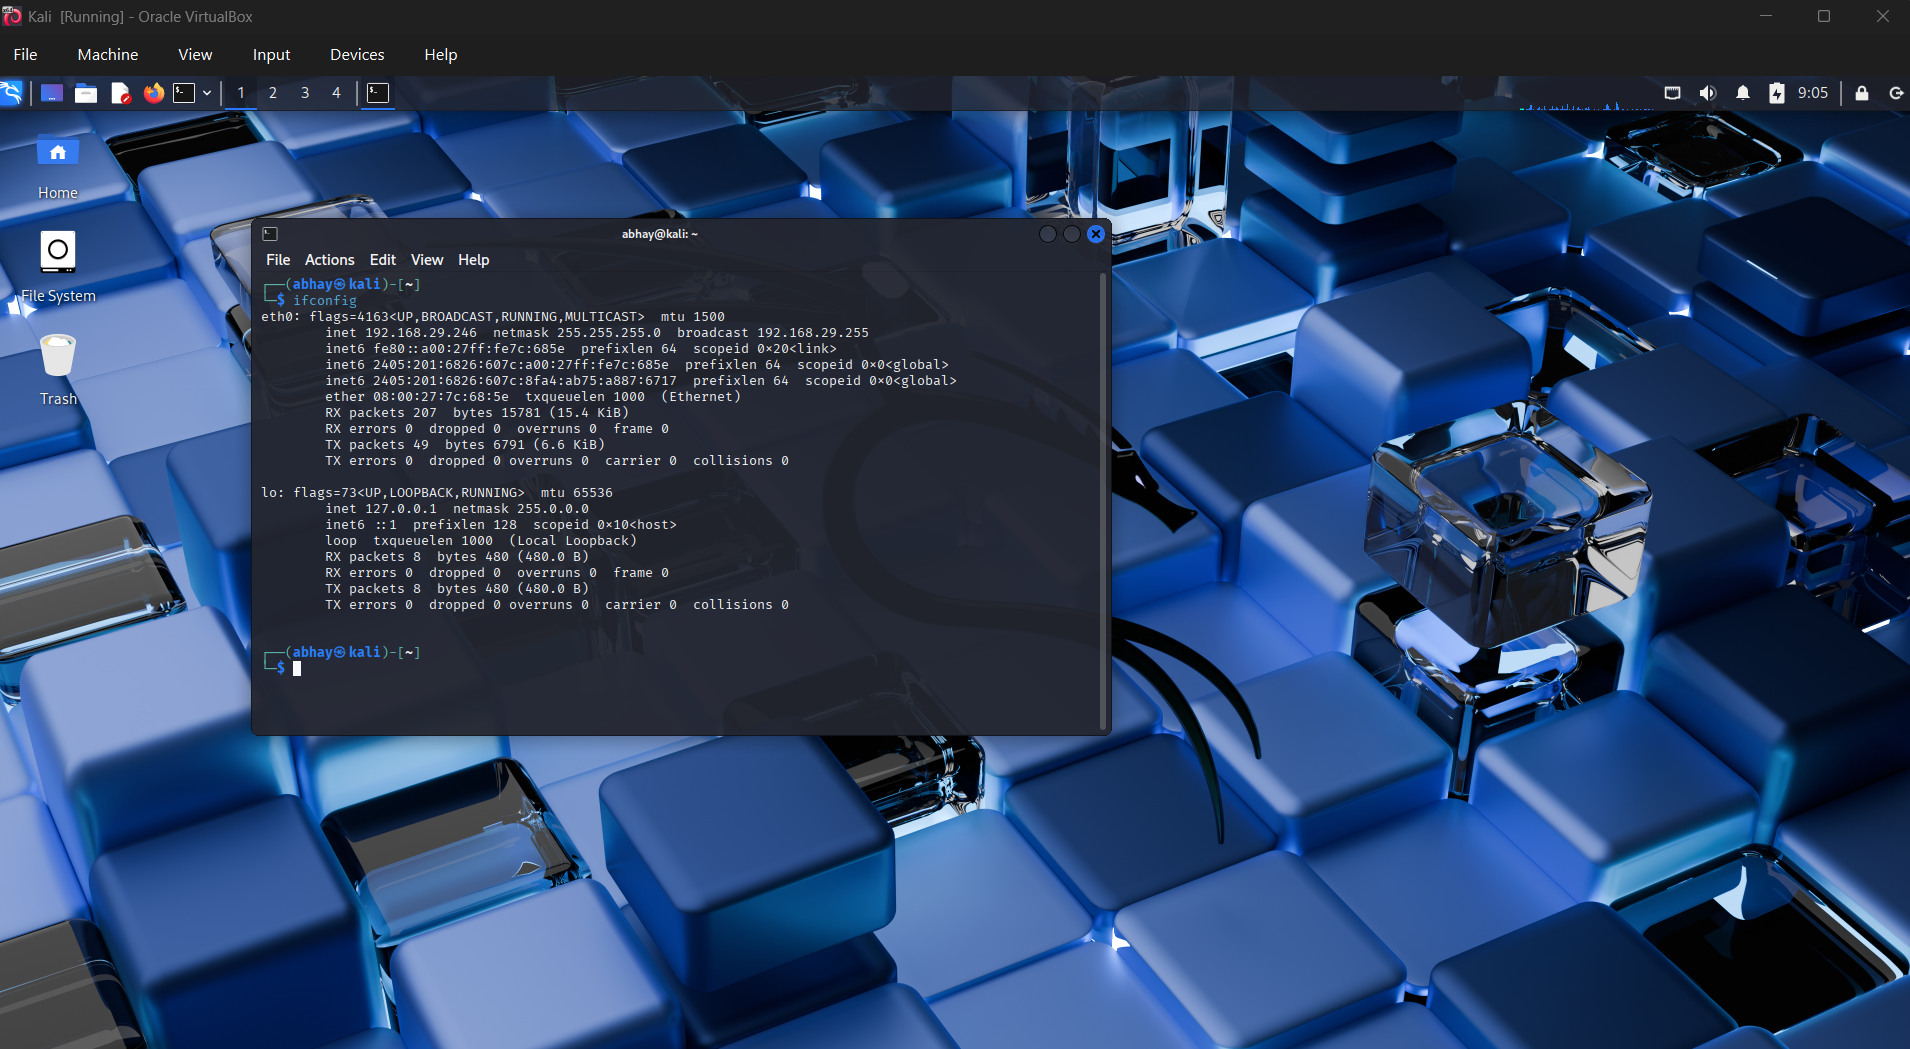 Kali [Running] - Oracle VirtualBox
File Machine View Input Devices Help
1 2 3 4
9:05
Home
File System
Trash
abhay@kali: ~
File Actions Edit View Help
┌──(abhay㉿kali)-[~]
└─$ ifconfig
eth0: flags=4163<UP,BROADCAST,RUNNING,MULTICAST>  mtu 1500
        inet 192.168.29.246  netmask 255.255.255.0  broadcast 192.168.29.255
        inet6 fe80::a00:27ff:fe7c:685e  prefixlen 64  scopeid 0x20<link>
        inet6 2405:201:6826:607c:a00:27ff:fe7c:685e  prefixlen 64  scopeid 0x0<global>
        inet6 2405:201:6826:607c:8fa4:ab75:a887:6717  prefixlen 64  scopeid 0x0<global>
        ether 08:00:27:7c:68:5e  txqueuelen 1000  (Ethernet)
        RX packets 207  bytes 15781 (15.4 KiB)
        RX errors 0  dropped 0  overruns 0  frame 0
        TX packets 49  bytes 6791 (6.6 KiB)
        TX errors 0  dropped 0 overruns 0  carrier 0  collisions 0
lo: flags=73<UP,LOOPBACK,RUNNING>  mtu 65536
        inet 127.0.0.1  netmask 255.0.0.0
        inet6 ::1  prefixlen 128  scopeid 0x10<host>
        loop  txqueuelen 1000  (Local Loopback)
        RX packets 8  bytes 480 (480.0 B)
        RX errors 0  dropped 0  overruns 0  frame 0
        TX packets 8  bytes 480 (480.0 B)
        TX errors 0  dropped 0 overruns 0  carrier 0  collisions 0
┌──(abhay㉿kali)-[~]
└─$